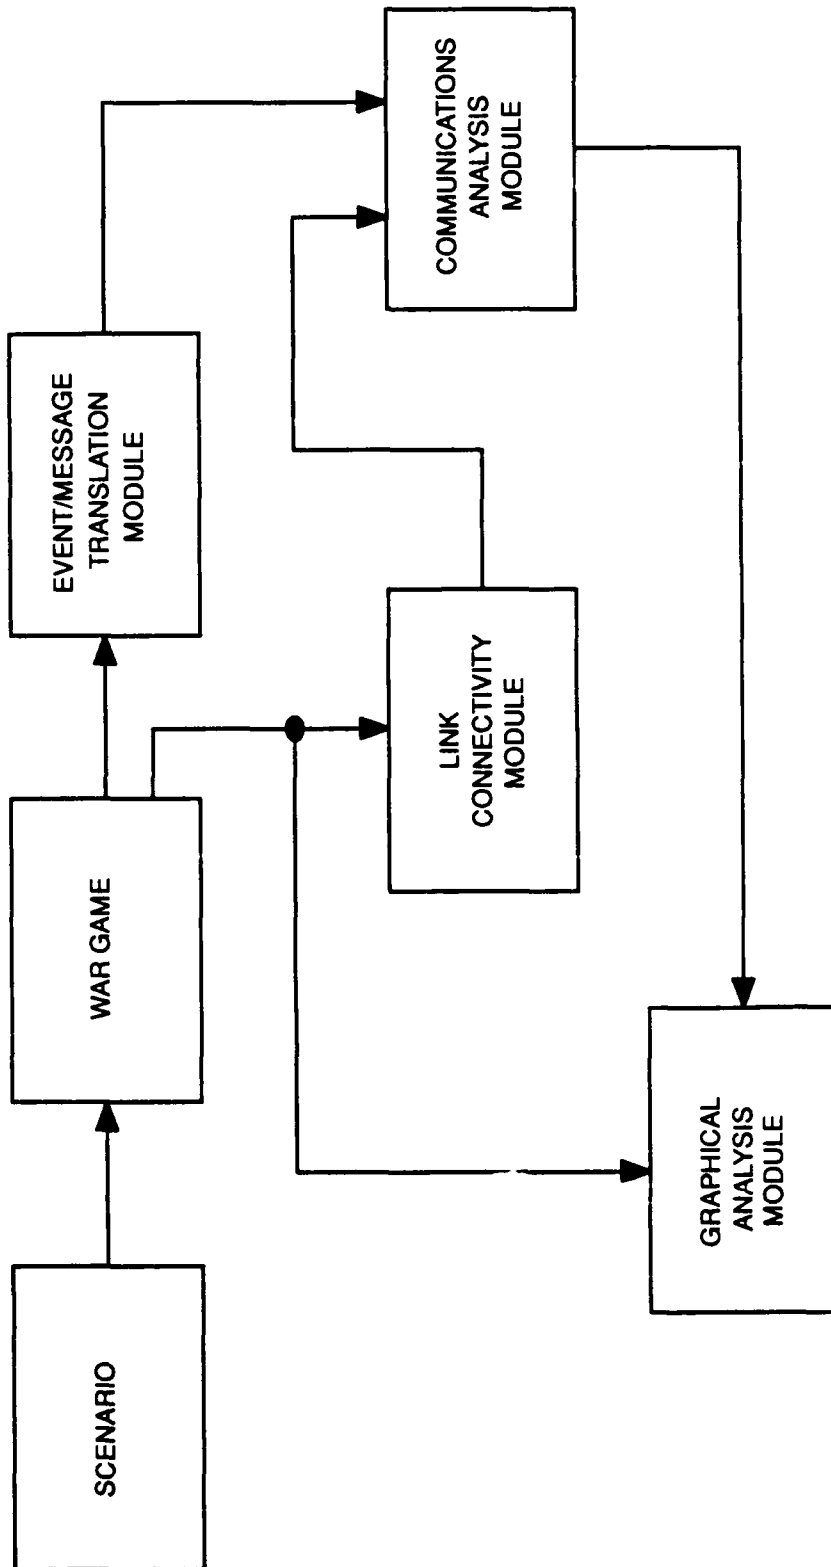 SCENARIO
WAR GAME
EVENT/MESSAGE
TRANSLATION
MODULE
LINK
CONNECTIVITY
MODULE
COMMUNICATIONS
ANALYSIS
MODULE
GRAPHICAL
ANALYSIS
MODULE